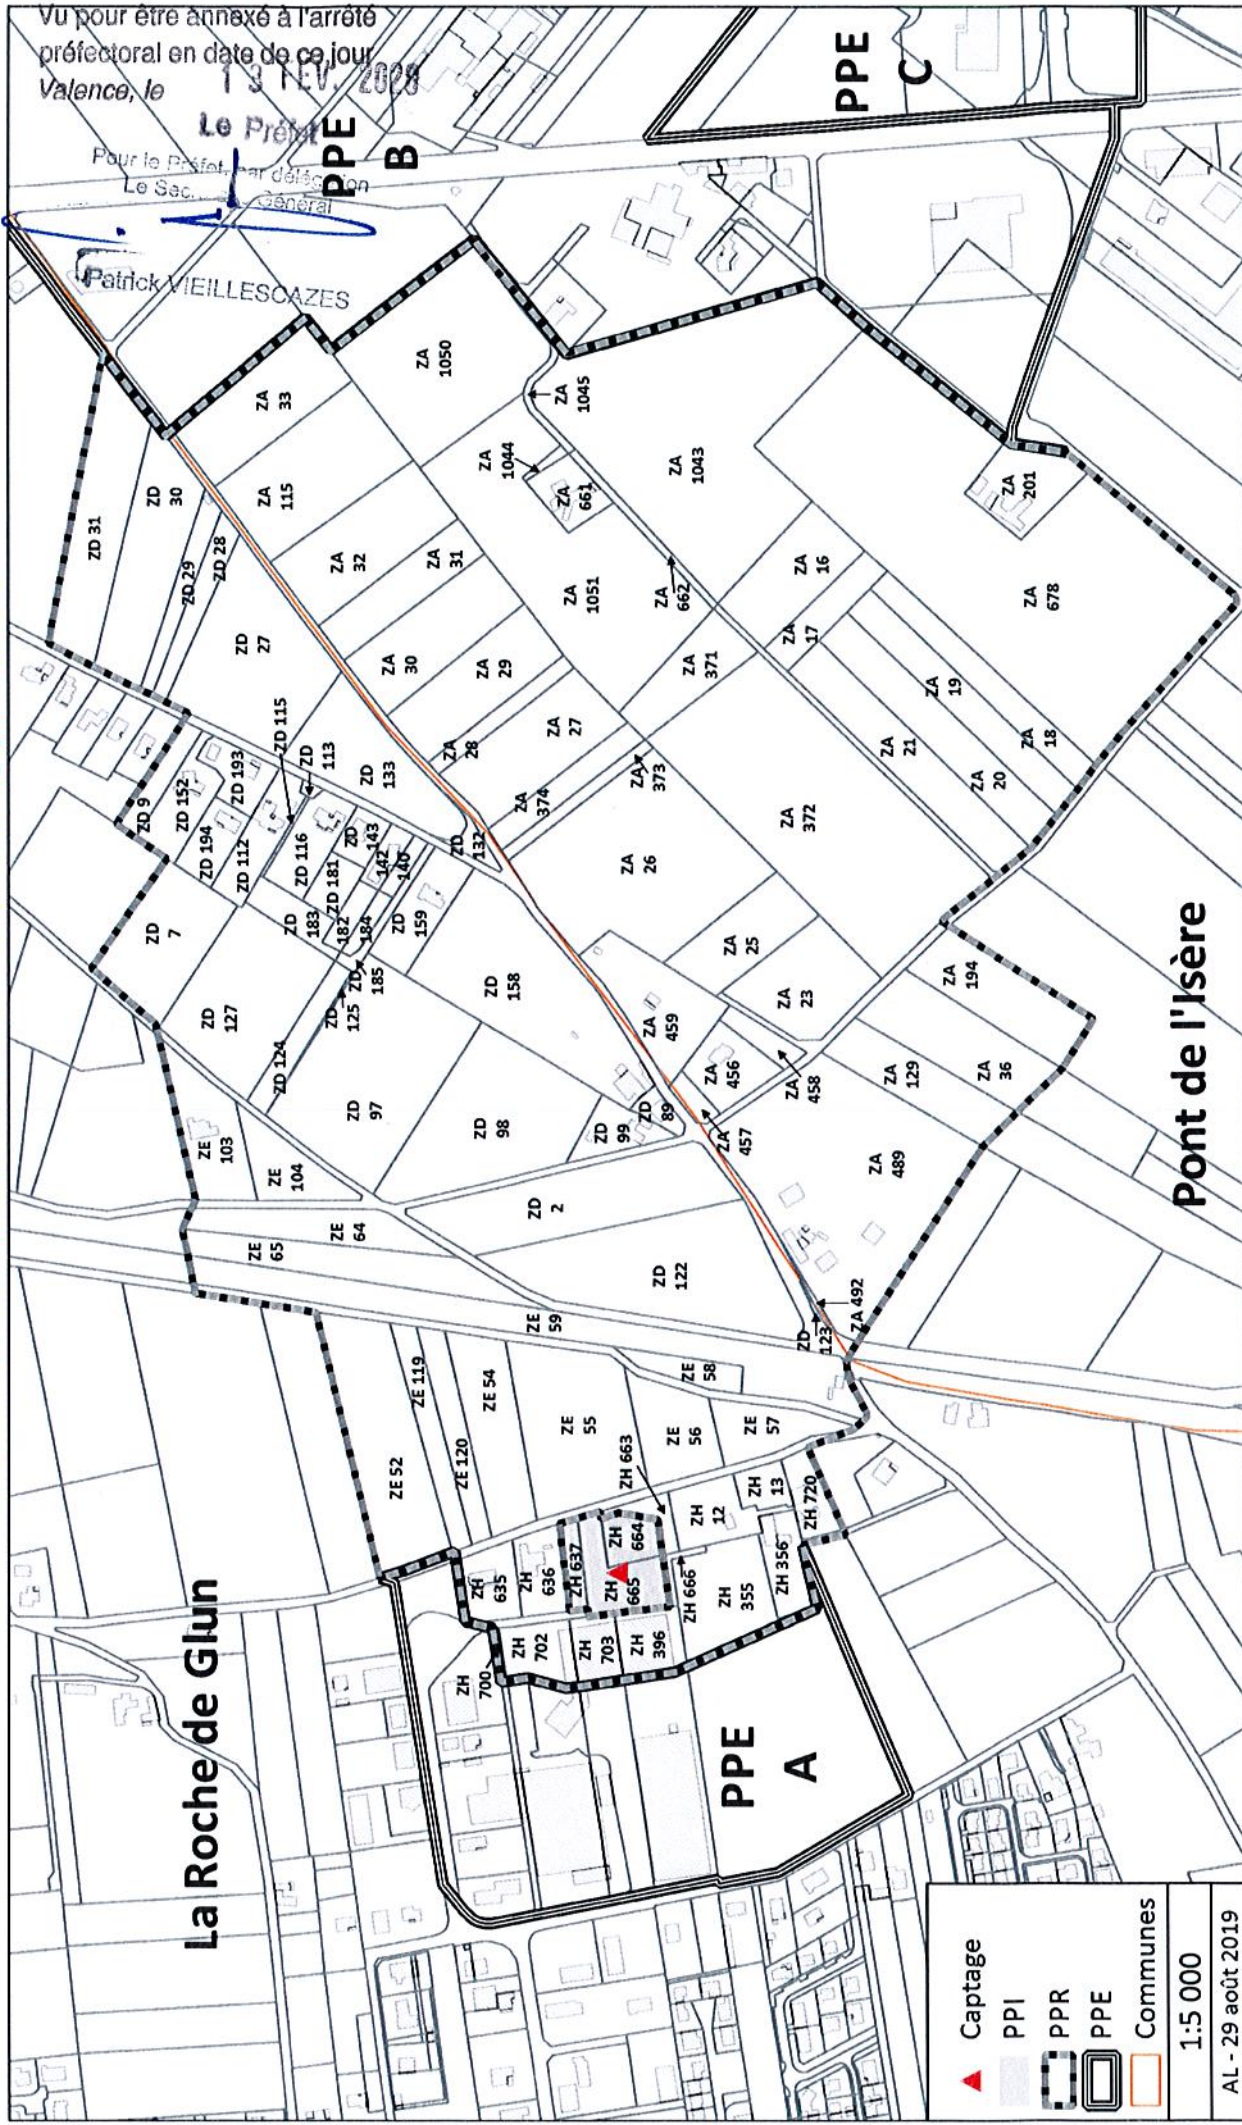 Vu pour être annexé à l'arrêté
préfectoral en date de ce jour
Valence, le 13 FEV.
Le Préfet
Pour le Préfet, par délégation
Général
Patrick VIEILLESCAZES
PPE
B
PPE
C
La Roche de Glun
Pont de l'Isère
PPE
A
ZD 31
ZD
30
ZD 29
ZD 28
ZD
27
ZD 115
ZD
113
ZD
133
ZD
132
ZD 9
ZD 152
ZD 193
ZD 194
ZD 112
ZD 116
ZD
143
142
140
ZD 181
ZD
183
182
184
ZD
159
ZD
185
ZD
125
ZD
7
ZD
127
ZD 124
ZD
97
ZD
98
ZD
158
ZD
99
ZD
89
ZD
2
ZD
122
ZD
123
ZA 492
ZE
103
ZE
104
ZE
64
ZE
65
ZE
59
ZE
58
ZE 119
ZE 54
ZE 120
ZE 52
ZE
55
ZE
56
ZE
57
ZH 663
ZH
12
ZH
13
ZH 720
ZH 356
ZH
355
ZH 666
ZH
664
ZH
665
ZH 637
ZH
636
ZH
635
ZH
702
ZH
703
ZH
396
ZH
700
ZA
33
ZA
115
ZA
32
ZA
31
ZA
30
ZA
29
ZA
28
ZA
27
ZA
374
ZA
373
ZA
26
ZA
25
ZA
23
ZA
459
ZA
456
ZA
458
ZA
457
ZA
1050
ZA
1045
ZA
1044
ZA
661
ZA
1043
ZA
1051
ZA
662
ZA
371
ZA
372
ZA
16
ZA
17
ZA
19
ZA
18
ZA
21
ZA
20
ZA
201
ZA
678
ZA
194
ZA
129
ZA
36
ZA
489
Captage
PPI
PPR
PPE
Communes
1:5 000
AL - 29 août 2019